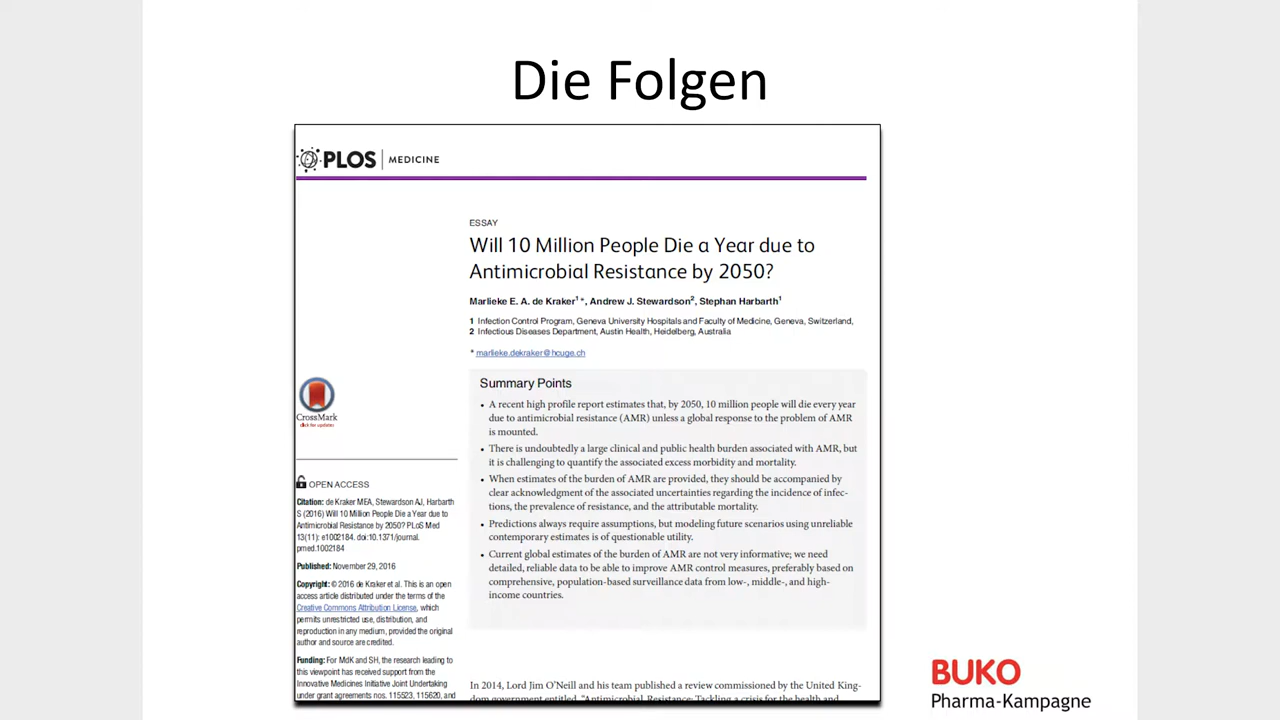 Die Folgen
PLOS | MEDICINE
ESSAY
Will 10 Million People Die a Year due to
Antimicrobial Resistance by 2050?
Marlieke E. A. de Kraker1*, Andrew J. Stewardson2, Stephan Harbarth1
1 Infection Control Program, Geneva University Hospitals and Faculty of Medicine, Geneva, Switzerland,
2 Infectious Diseases Department, Austin Health, Heidelberg, Australia
* marlieke.dekraker@hcuge.ch
Summary Points
• A recent high profile report estimates that, by 2050, 10 million people will die every year
due to antimicrobial resistance (AMR) unless a global response to the problem of AMR
is mounted.
• There is undoubtedly a large clinical and public health burden associated with AMR, but
it is challenging to quantify the associated excess morbidity and mortality.
• When estimates of the burden of AMR are provided, they should be accompanied by
clear acknowledgment of the associated uncertainties regarding the incidence of infec-
tions, the prevalence of resistance, and the attributable mortality.
• Predictions always require assumptions, but modeling future scenarios using unreliable
contemporary estimates is of questionable utility.
• Current global estimates of the burden of AMR are not very informative; we need
detailed, reliable data to be able to improve AMR control measures, preferably based on
comprehensive, population-based surveillance data from low-, middle-, and high-
income countries.
In 2014, Lord Jim O'Neill and his team published a review commissioned by the United King-
dom government entitled, "Antimicrobial Resistance: Tackling a crisis for the health and
CrossMark
click for updates
OPEN ACCESS
Citation: de Kraker MEA, Stewardson AJ, Harbarth
S (2016) Will 10 Million People Die a Year due to
Antimicrobial Resistance by 2050? PLoS Med
13(11): e1002184. doi:10.1371/journal.
pmed.1002184
Published: November 29, 2016
Copyright: © 2016 de Kraker et al. This is an open
access article distributed under the terms of the
Creative Commons Attribution License, which
permits unrestricted use, distribution, and
reproduction in any medium, provided the original
author and source are credited.
Funding: For MdK and SH, the research leading to
this viewpoint has received support from the
Innovative Medicines Initiative Joint Undertaking
under grant agreements nos. 115523, 115620, and
BUKO
Pharma-Kampagne